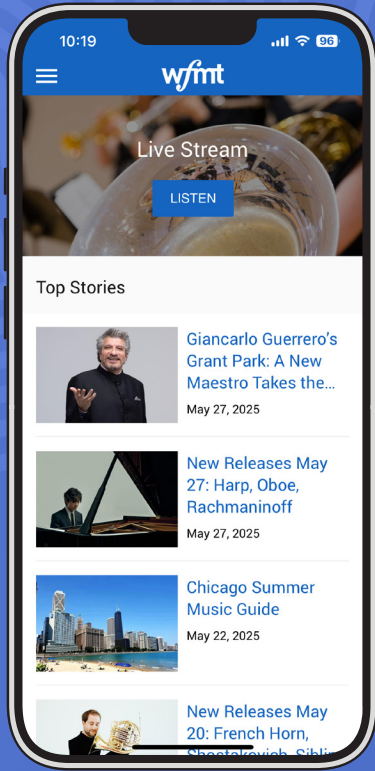 10:19
96
wfmt
Live Stream
LISTEN
Top Stories
Giancarlo Guerrero's
Grant Park: A New
Maestro Takes the...
May 27, 2025
New Releases May
27: Harp, Oboe,
Rachmaninoff
May 27, 2025
Chicago Summer
Music Guide
May 22, 2025
New Releases May
20: French Horn,